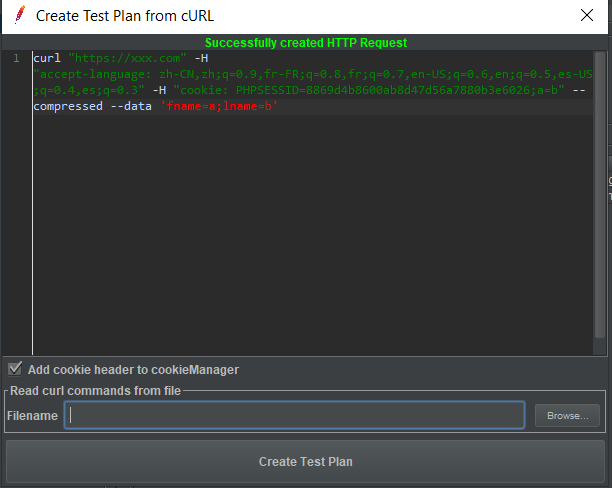 Create Test Plan from cURL
Successfully created HTTP Request
1 curl "https://xxx.com" -H
"accept-language: zh-CN,zh;q=0.9,fr-FR;q=0.8,fr;q=0.7,en-US;q=0.6,en;q=0.5,es-US
;q=0.4,es;q=0.3" -H "cookie: PHPSESSID=8869d4b8600ab8d47d56a7880b3e6026;a=b" --
compressed --data 'fname=a;lname=b'
Add cookie header to cookieManager
Read curl commands from file
Filename
Browse...
Create Test Plan